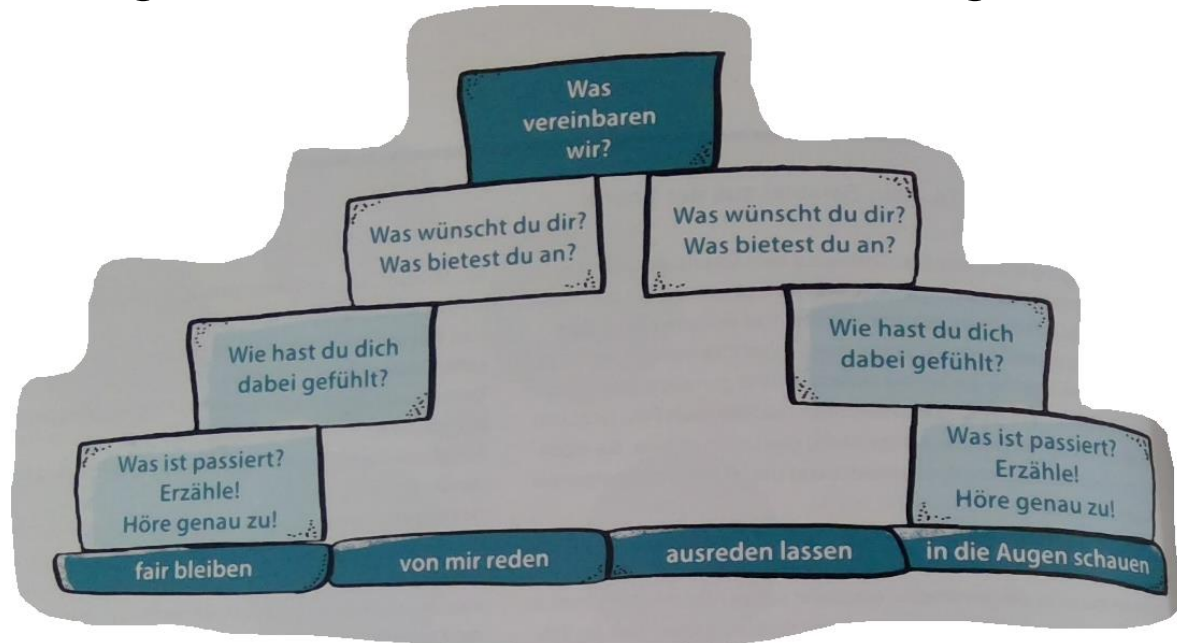 Was
vereinbaren
wir?
Was wünscht du dir?
Was bietest du an?
Was wünscht du dir?
Was bietest du an?
Wie hast du dich
dabei gefühlt?
Wie hast du dich
dabei gefühlt?
Was ist passiert?
Erzähle!
Höre genau zu!
Was ist passiert?
Erzähle!
Höre genau zu!
fair bleiben
von mir reden
ausreden lassen
in die Augen schauen